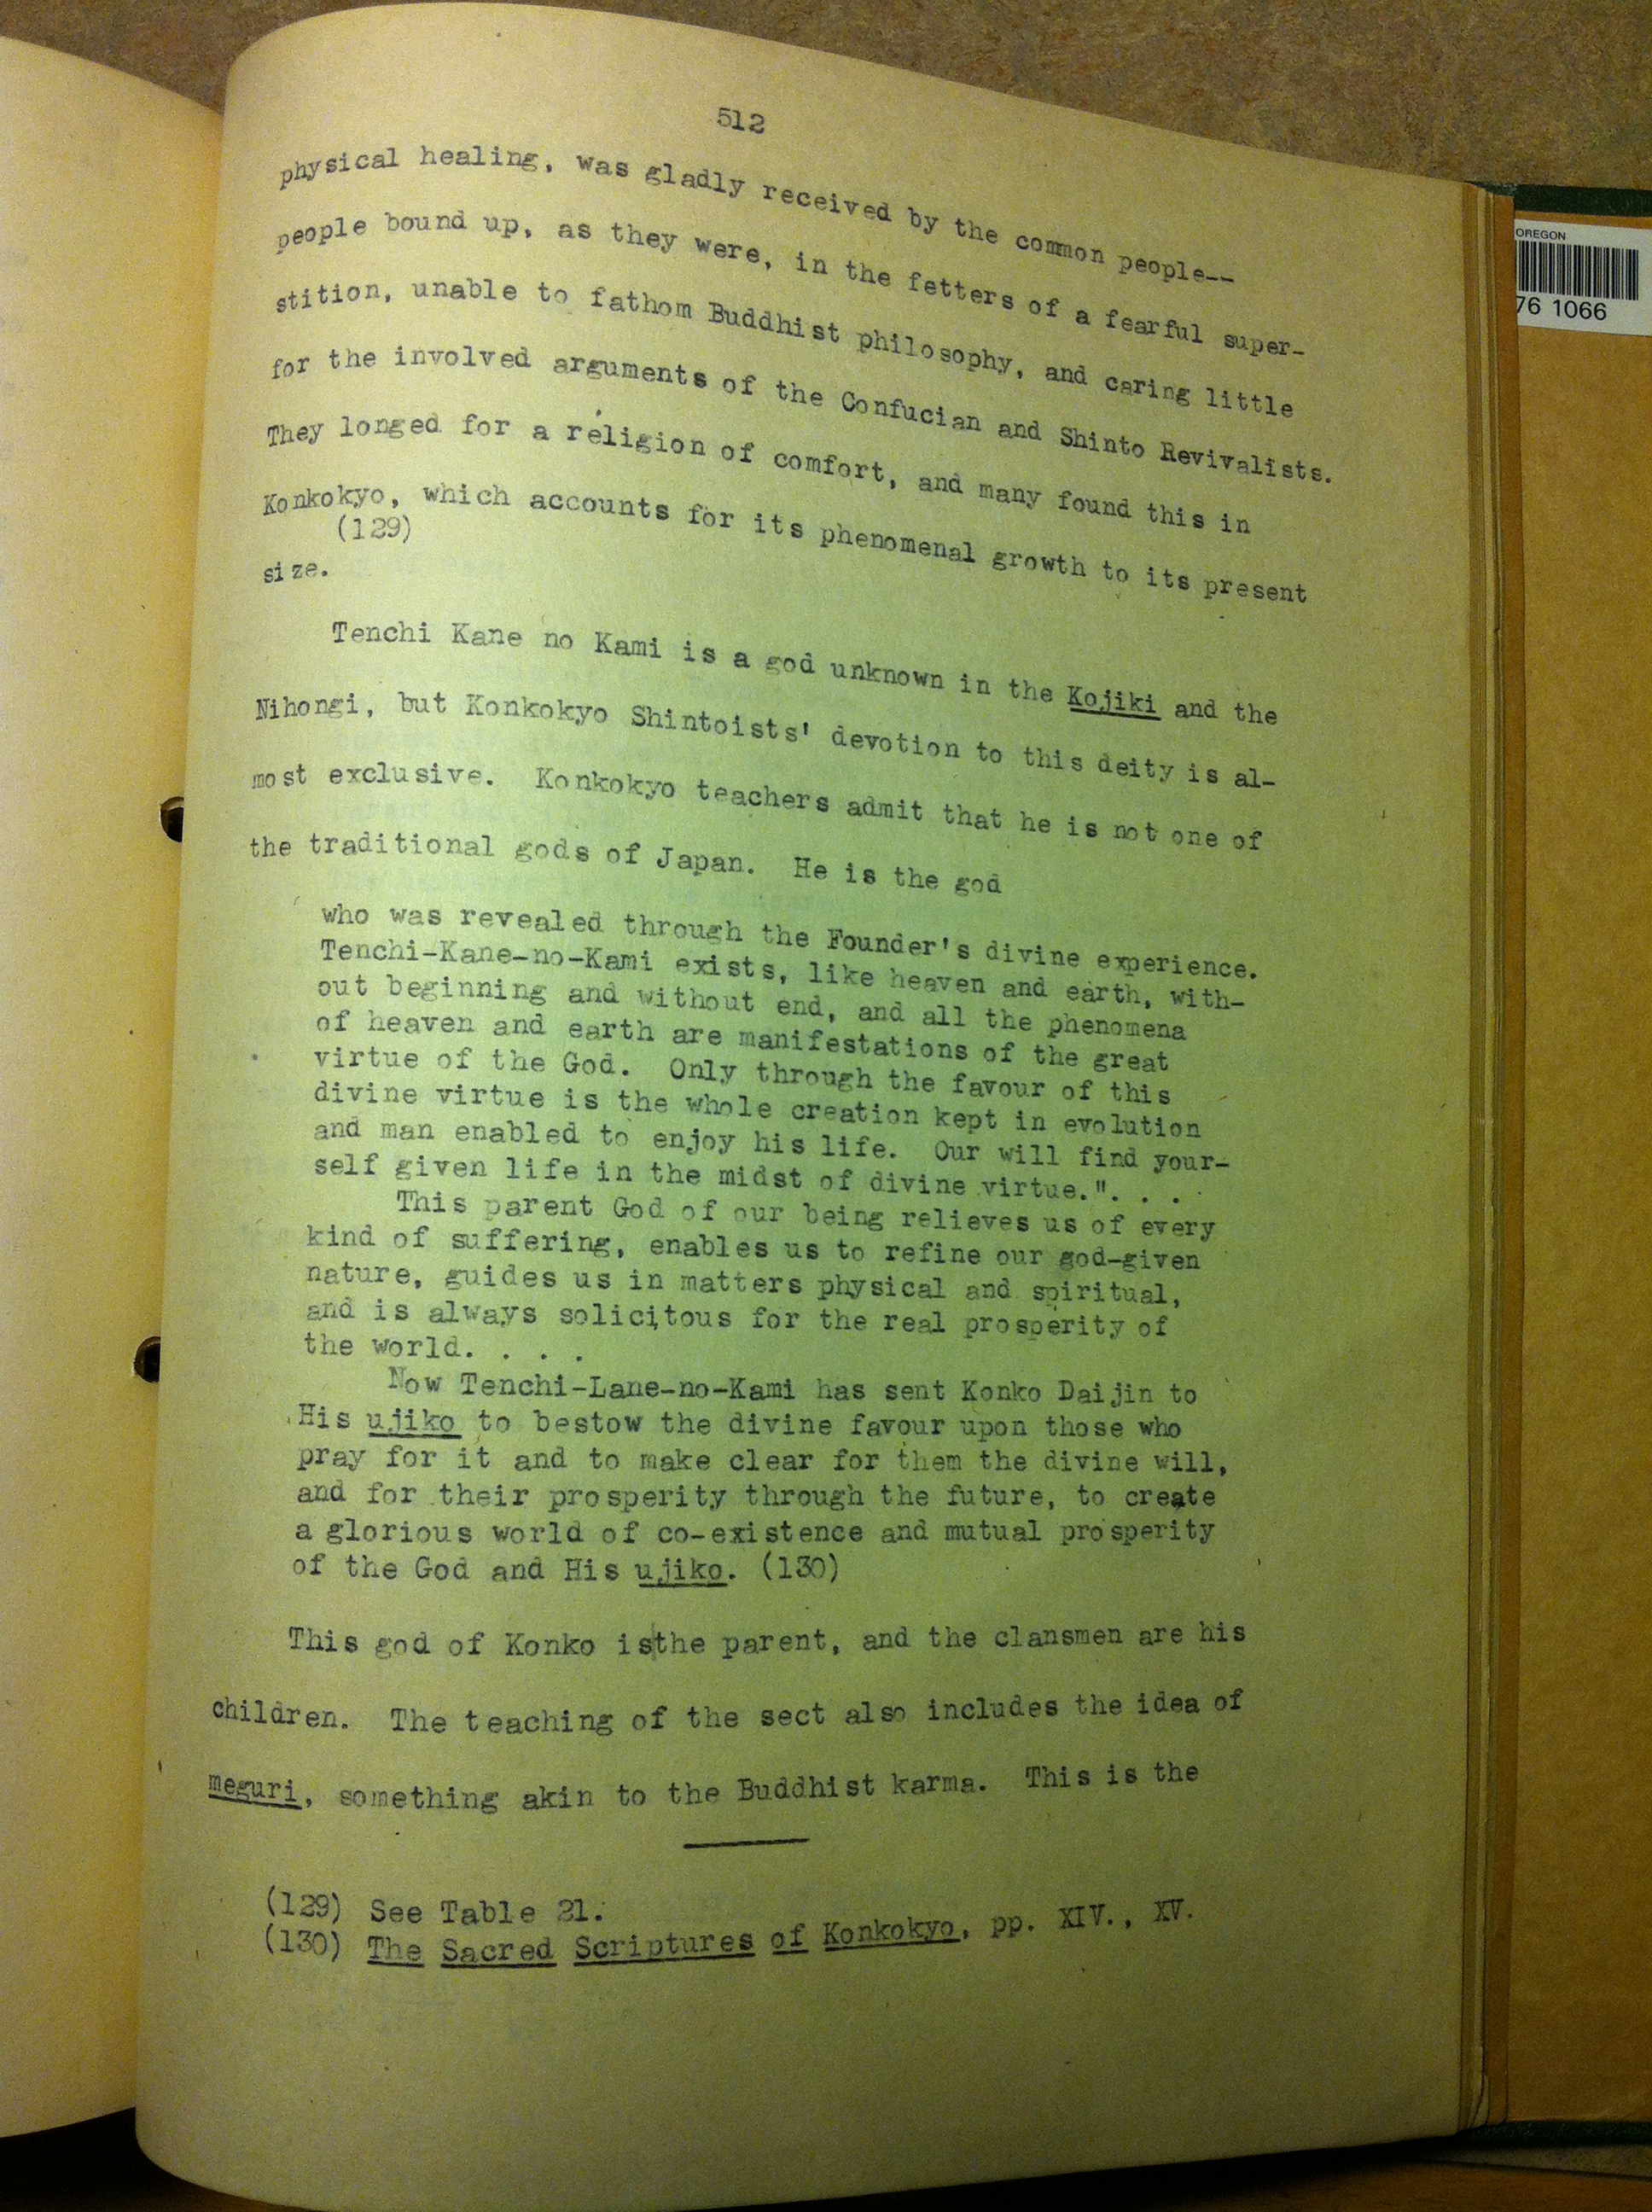 512
physical healing, was gladly received by the common people--
people bound up, as they were, in the fetters of a fearful super-
stition, unable to fathom Buddhist philosophy, and caring little
for the involved arguments of the Confucian and Shinto Revivalists.
They longed for a religion of comfort, and many found this in
Konkokyo, which accounts for its phenomenal growth to its present
(129)
size.
Tenchi Kane no Kami is a god unknown in the Kojiki and the
Nihongi, but Konkokyo Shintoists' devotion to this deity is al-
most exclusive. Konkokyo teachers admit that he is not one of
the traditional gods of Japan. He is the god
who was revealed through the Founder's divine experience.
Tenchi-Kane-no-Kami exists, like heaven and earth, with-
out beginning and without end, and all the phenomena
of heaven and earth are manifestations of the great
virtue of the God. Only through the favour of this
divine virtue is the whole creation kept in evolution
and man enabled to enjoy his life. Our will find your-
self given life in the midst of divine virtue.". . . .
This parent God of our being relieves us of every
kind of suffering, enables us to refine our god-given
nature, guides us in matters physical and spiritual,
and is always solicitous for the real prosperity of
the world. . . . .
Now Tenchi-Lane-no-Kami has sent Konko Daijin to
His ujiko to bestow the divine favour upon those who
pray for it and to make clear for them the divine will,
and for their prosperity through the future, to create
a glorious world of co-existence and mutual prosperity
of the God and His ujiko. (130)
This god of Konko is the parent, and the clansmen are his
children. The teaching of the sect also includes the idea of
meguri, something akin to the Buddhist karma. This is the
(129) See Table 21.
(130) The Sacred Scriptures of Konkokyo, pp. XIV., XV.
OREGON
76 1066